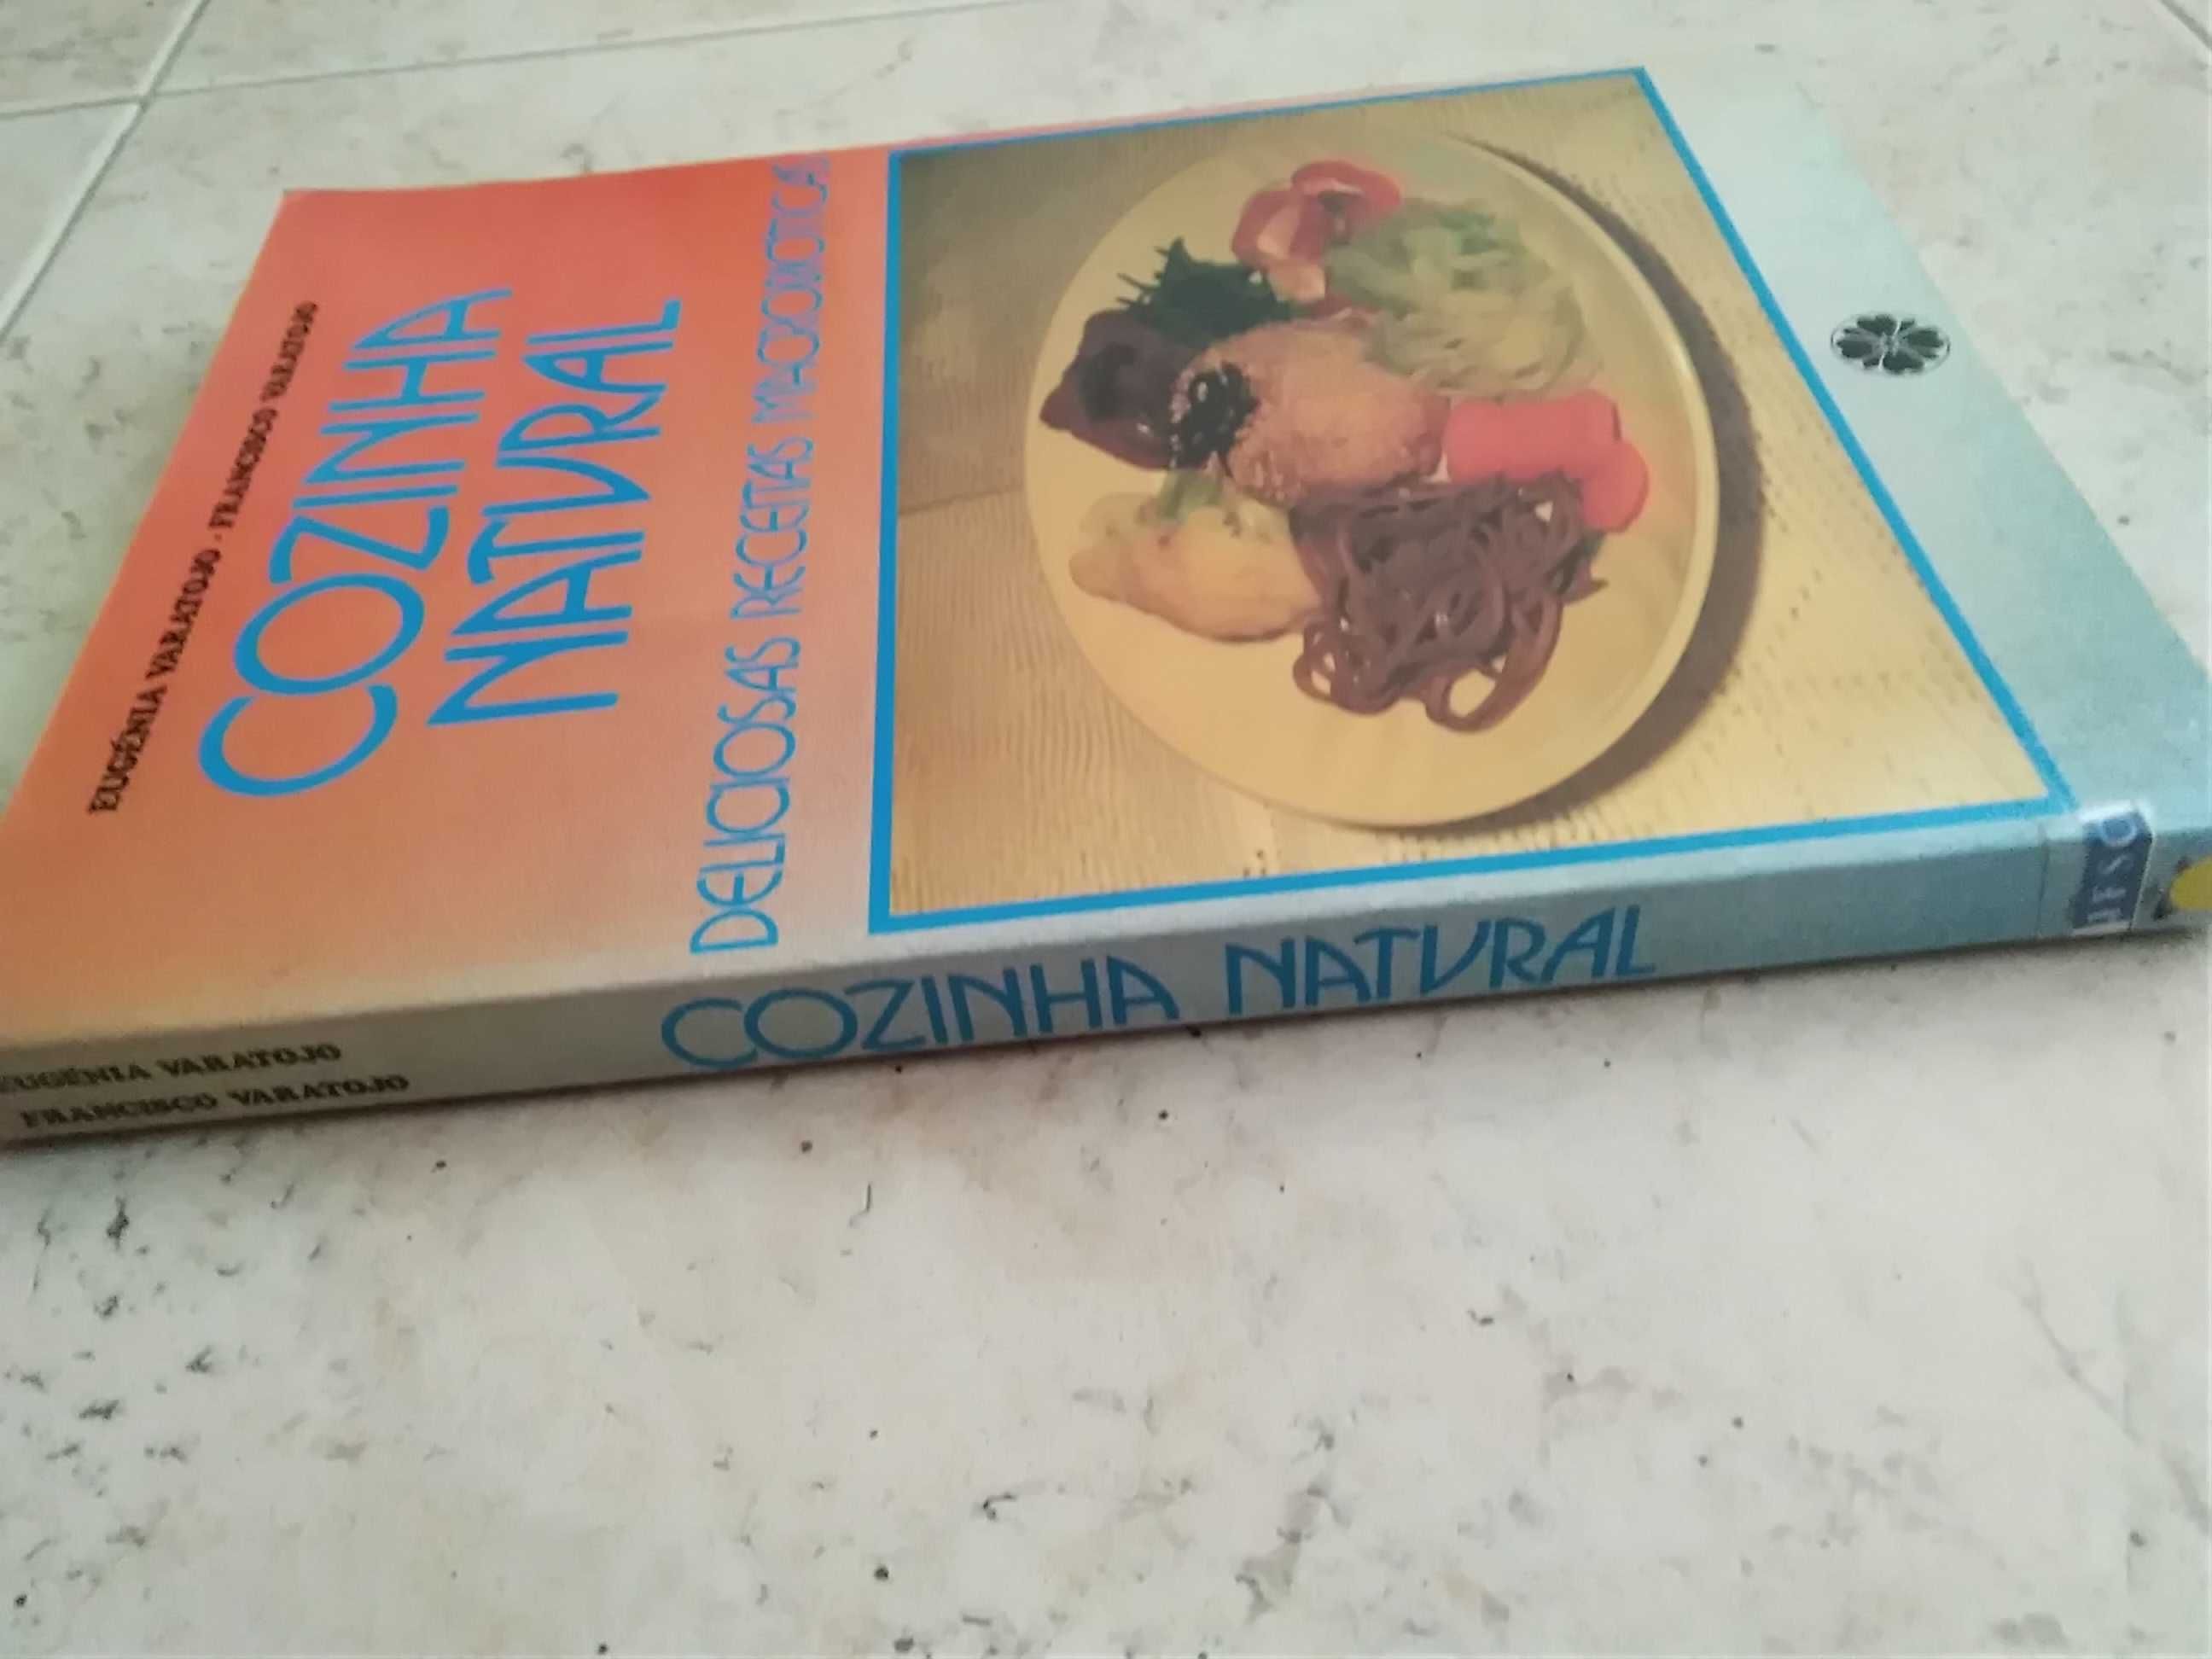 EUGÉNIA VARATOJO - FRANCISCO VARATOJO
COZINHA
NATURAL
DELICIOSAS RECEITAS MACROBIÓTICAS
EUGÉNIA VARATOJO
FRANCISCO VARATOJO
COZINHA NATURAL